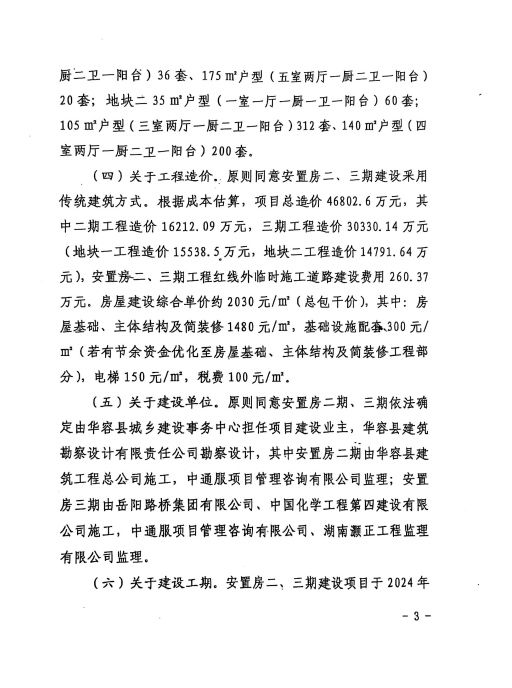 厨二卫一阳台）36套、175㎡户型（五室两厅一厨二卫一阳台）
20套；地块二35㎡户型（一室一厅一厨一卫一阳台）60套；
105㎡户型（三室两厅一厨二卫一阳台）312套、140㎡户型（四
室两厅一厨二卫一阳台）200套。
（四）关于工程造价。原则同意安置房二、三期建设采用
传统建筑方式。根据成本估算，项目总造价46802.6万元，其
中二期工程造价16212.09万元，三期工程造价30330.14万元
（地块一工程造价15538.5万元，地块二工程造价14791.64万
元），安置房二、三期工程红线外临时施工道路建设费用260.37
万元。房屋建设综合单价约2030元/㎡（总包干价），其中：房
屋基础、主体结构及简装修1480元/㎡，基础设施配套300元/
㎡（若有节余资金优化至房屋基础、主体结构及简装修工程部
分），电梯150元/㎡，税费100元/㎡。
（五）关于建设单位。原则同意安置房二期、三期依法确
定由华容县城乡建设事务中心担任项目建设业主，华容县建筑
勘察设计有限责任公司勘察设计，其中安置房二期由华容县建
筑工程总公司施工，中通服项目管理咨询有限公司监理；安置
房三期由岳阳路桥集团有限公司、中国化学工程第四建设有限
公司施工，中通服项目管理咨询有限公司、湖南灏正工程监理
有限公司监理。
（六）关于建设工期。安置房二、三期建设项目于2024年
- 3 -